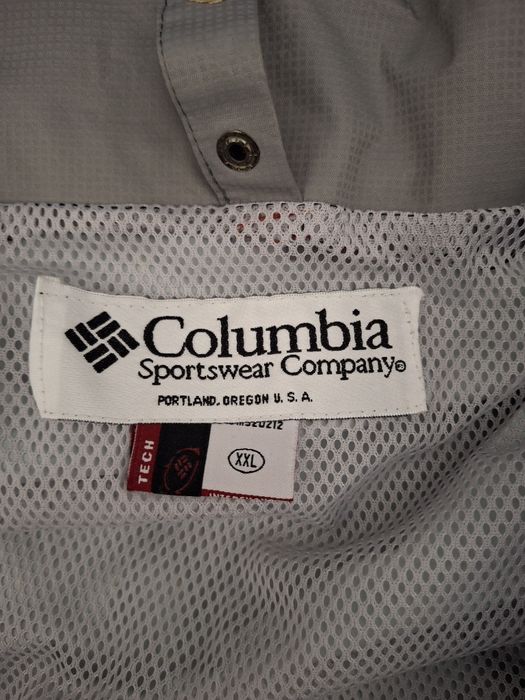 Columbia
Sportswear Company®
PORTLAND, OREGON U.S.A.
TECH
XXL